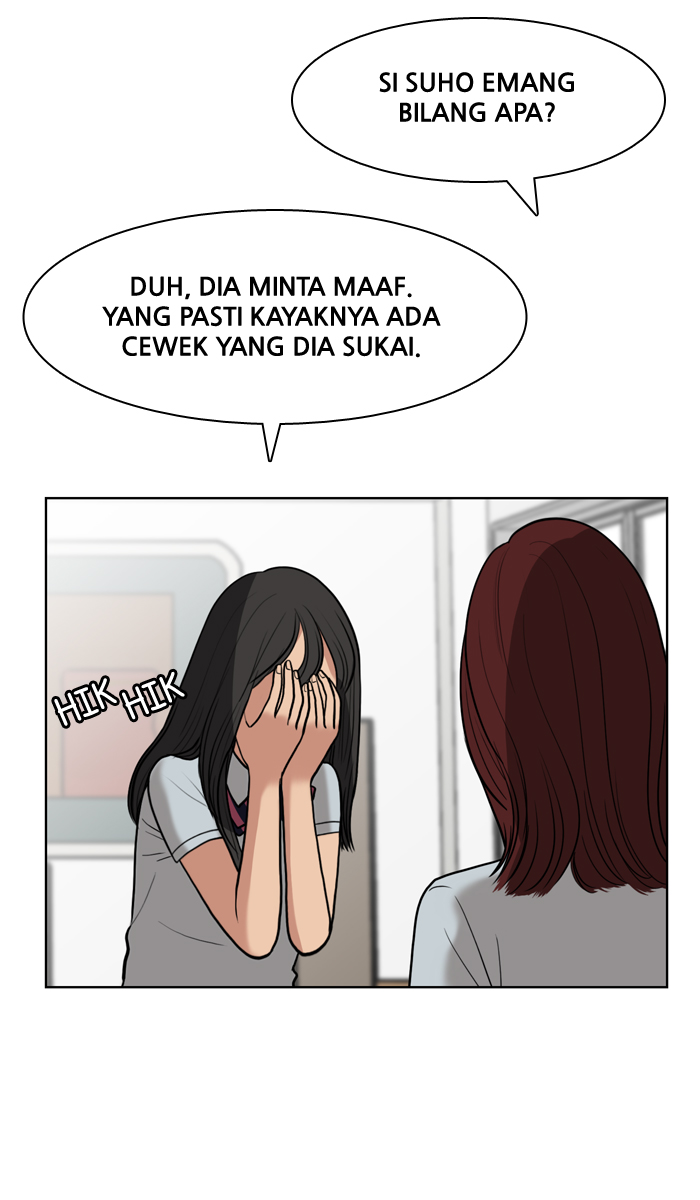 SI SUHO EMANG
BILANG APA?
DUH, DIA MINTA MAAF.
YANG PASTI KAYAKNYA ADA
CEWEK YANG DIA SUKAI.
HIK HIK